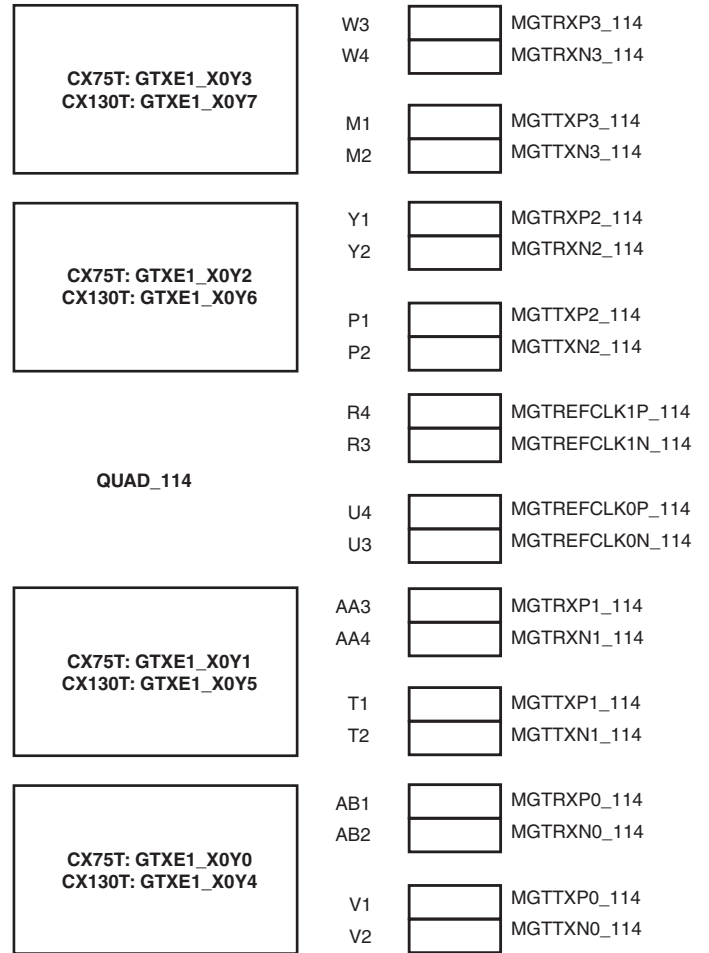 W3 MGTRXP3_114
W4 MGTRXN3_114
CX75T: GTXE1_X0Y3
CX130T: GTXE1_X0Y7
M1 MGTTXP3_114
M2 MGTTXN3_114
Y1 MGTRXP2_114
Y2 MGTRXN2_114
CX75T: GTXE1_X0Y2
CX130T: GTXE1_X0Y6
P1 MGTTXP2_114
P2 MGTTXN2_114
R4 MGTREFCLK1P_114
R3 MGTREFCLK1N_114
QUAD_114
U4 MGTREFCLK0P_114
U3 MGTREFCLK0N_114
AA3 MGTRXP1_114
AA4 MGTRXN1_114
CX75T: GTXE1_X0Y1
CX130T: GTXE1_X0Y5
T1 MGTTXP1_114
T2 MGTTXN1_114
AB1 MGTRXP0_114
AB2 MGTRXN0_114
CX75T: GTXE1_X0Y0
CX130T: GTXE1_X0Y4
V1 MGTTXP0_114
V2 MGTTXN0_114